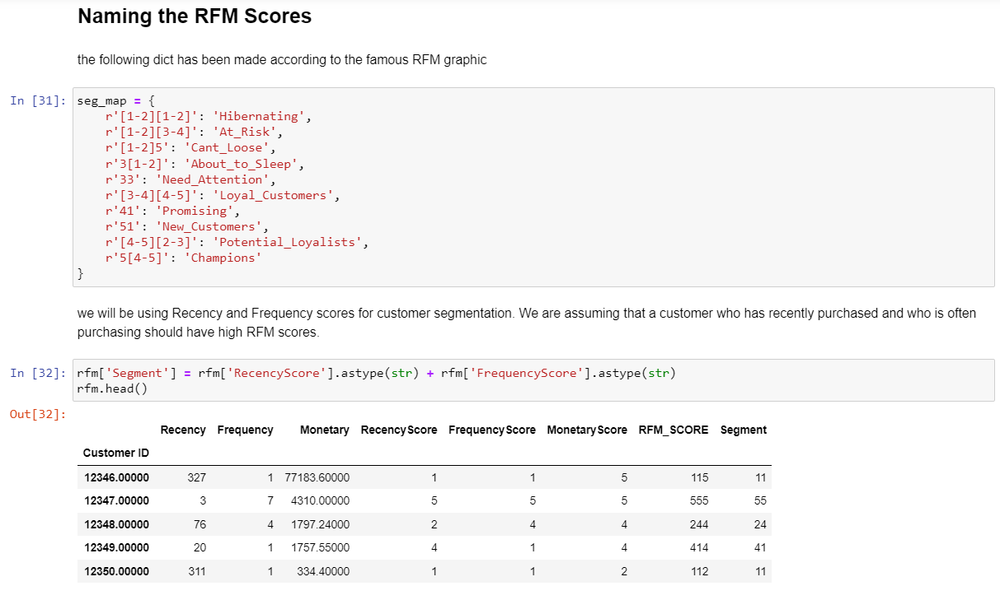 Naming the RFM Scores
the following dict has been made according to the famous RFM graphic
In [31]: seg_map = {
r'[1-2][1-2]': 'Hibernating',
r'[1-2][3-4]': 'At_Risk',
r'[1-2]5': 'Cant_Loose',
r'3[1-2]': 'About_to_Sleep',
r'33': 'Need_Attention',
r'[3-4][4-5]': 'Loyal_Customers',
r'41': 'Promising',
r'51': 'New_Customers',
r'[4-5][2-3]': 'Potential_Loyalists',
r'5[4-5]': 'Champions'
}
we will be using Recency and Frequency scores for customer segmentation. We are assuming that a customer who has recently purchased and who is often
purchasing should have high RFM scores.
In [32]: rfm['Segment'] = rfm['RecencyScore'].astype(str) + rfm['FrequencyScore'].astype(str)
rfm.head()
Out[32]:
Recency Frequency Monetary RecencyScore FrequencyScore MonetaryScore RFM_SCORE Segment
Customer ID
12346.00000 327 1 77183.60000 1 1 5 115 11
12347.00000 3 7 4310.00000 5 5 5 555 55
12348.00000 76 4 1797.24000 2 4 4 244 24
12349.00000 20 1 1757.55000 4 1 4 414 41
12350.00000 311 1 334.40000 1 1 2 112 11